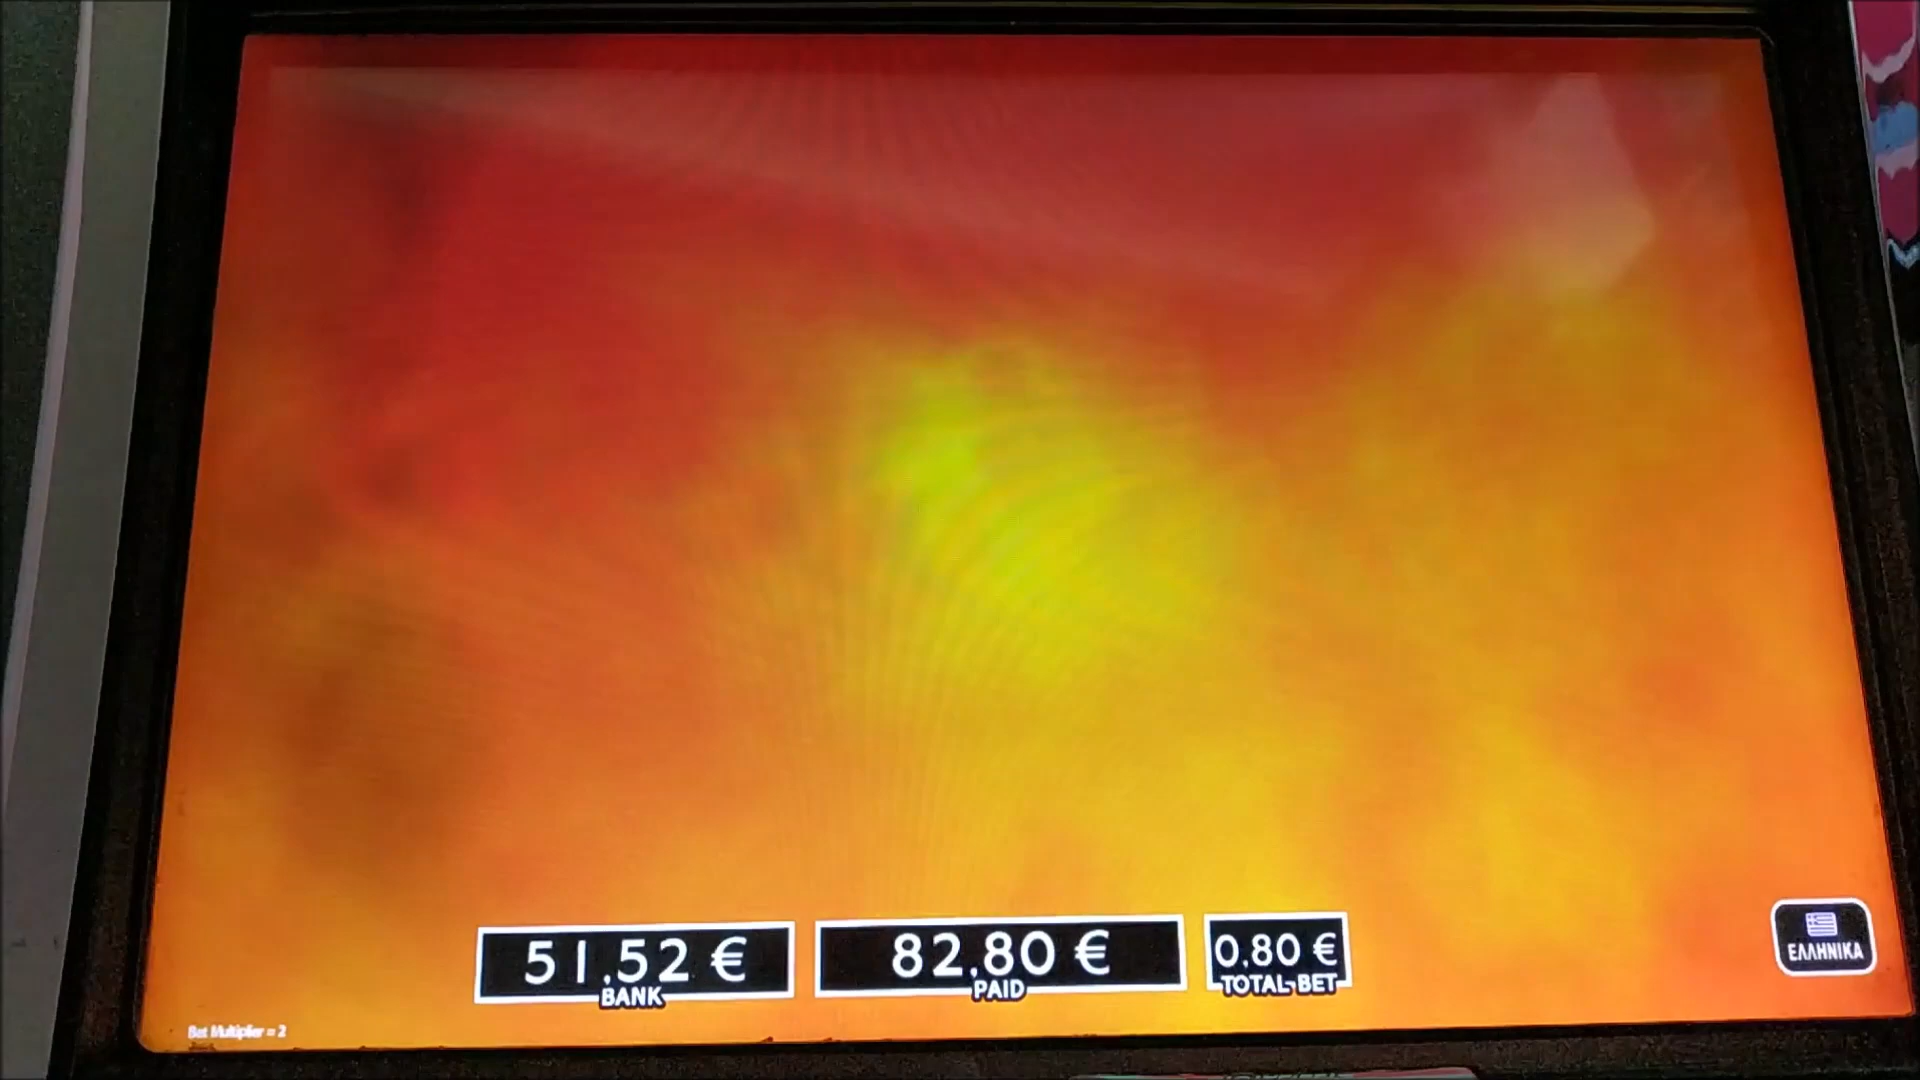 51,52 €
BANK
82,80 €
PAID
0,80 €
TOTAL BET
ΕΛΛΗΝΙΚΑ
Bet Multiplier = 2